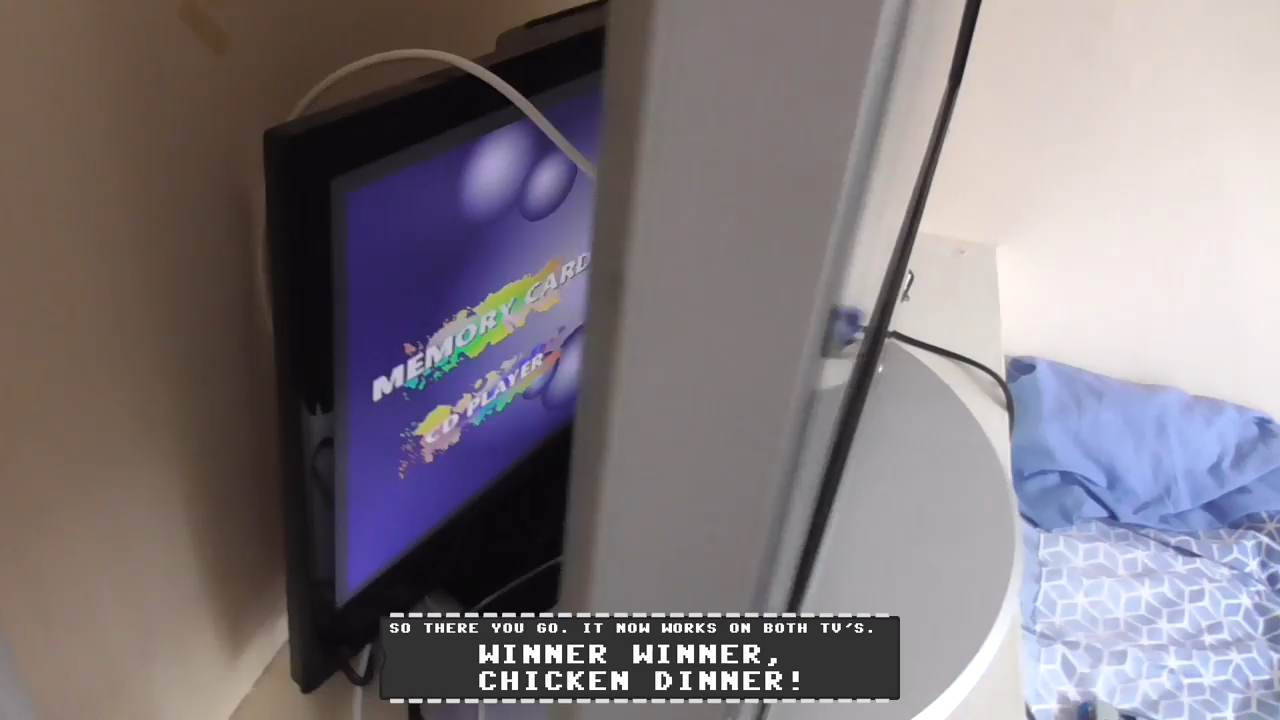 MEMORY CARD
CD PLAYER
SO THERE YOU GO. IT NOW WORKS ON BOTH TV'S.
WINNER WINNER,
CHICKEN DINNER!